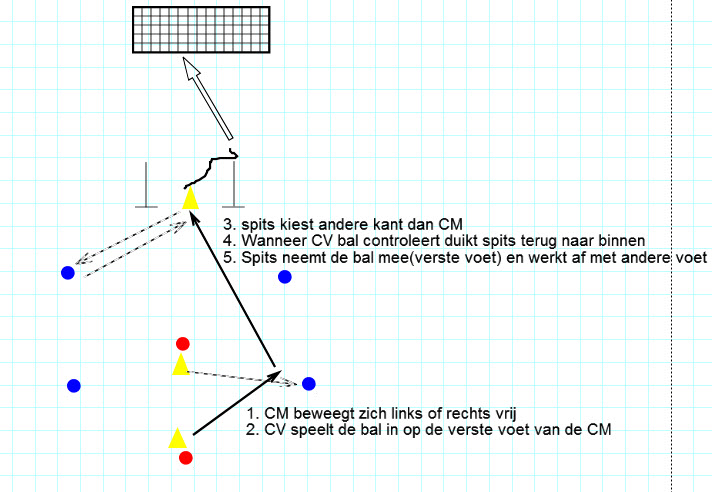 3. spits kiest andere kant dan CM
4. Wanneer CV bal controleert duikt spits terug naar binnen
5. Spits neemt de bal mee(verste voet) en werkt af met andere voet
1. CM beweegt zich links of rechts vrij
2. CV speelt de bal in op de verste voet van de CM